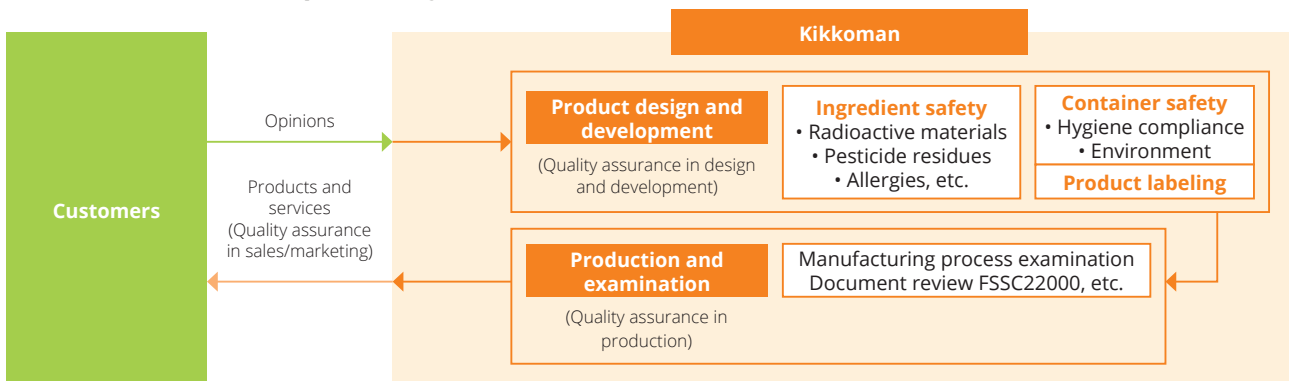 Kikkoman
Customers
Opinions
Products and
services
(Quality assurance
in sales/marketing)
Product design and
development
(Quality assurance in design
and development)
Ingredient safety
• Radioactive materials
• Pesticide residues
• Allergies, etc.
Container safety
• Hygiene compliance
• Environment
Product labeling
Production and
examination
(Quality assurance in
production)
Manufacturing process examination
Document review FSSC22000, etc.